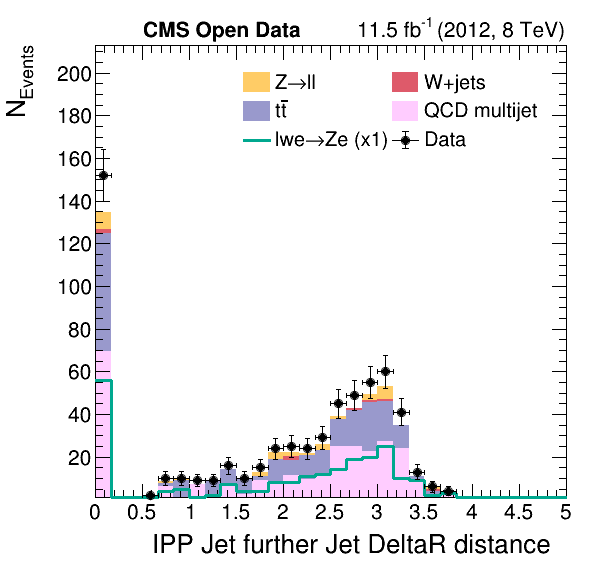 CMS Open Data 11.5 fb⁻¹ (2012, 8 TeV)
N_Events
Z→ll W+jets
tt̄ QCD multijet
lwe→Ze (x1) Data
200
180
160
140
120
100
80
60
40
20
0 0.5 1 1.5 2 2.5 3 3.5 4 4.5 5
IPP Jet further Jet DeltaR distance